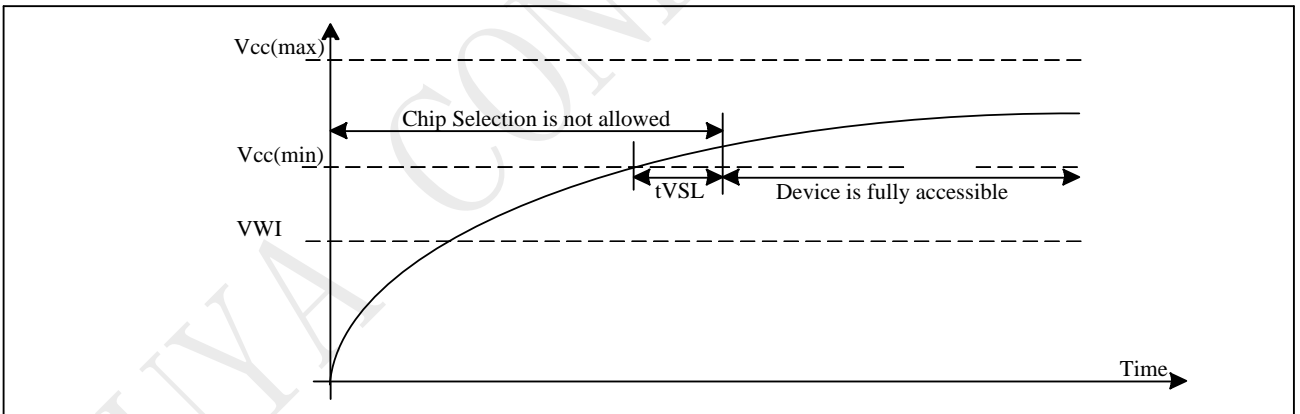 Vcc(max)
Chip Selection is not allowed
Vcc(min)
tVSL
Device is fully accessible
VWI
Time